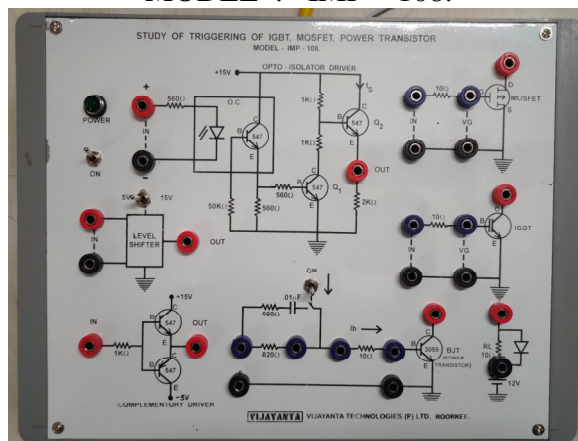 MODEL : IMP - 108.
STUDY OF TRIGGERING OF IGBT, MOSFET, POWER TRANSISTOR
MODEL - IMP - 108.
OPTO - ISOLATOR DRIVER
+15V
IS
+
560Ω
O.C.
C
B
547
E
1KΩ
C
B
547
Q2
E
POWER
IN
ON
-
1KΩ
560Ω
C
B
547
Q1
E
OUT
50KΩ
560Ω
2KΩ
10Ω
D
G
MOSFET
S
IN
VG
5V
15V
IN
LEVEL
SHIFTER
OUT
10Ω
C
G
IGBT
E
IN
VG
+15V
IN
C
547
OUT
B
E
1KΩ
547
C
-5V
COMPLEMENTORY DRIVER
ON
.01µF
560Ω
820Ω
Ib
10Ω
C
B
3055
E
BJT
TRANSISTOR)
RL
10Ω
12V
VIJAYANTA VIJAYANTA TECHNOLOGIES (P) LTD. ROORKEE.